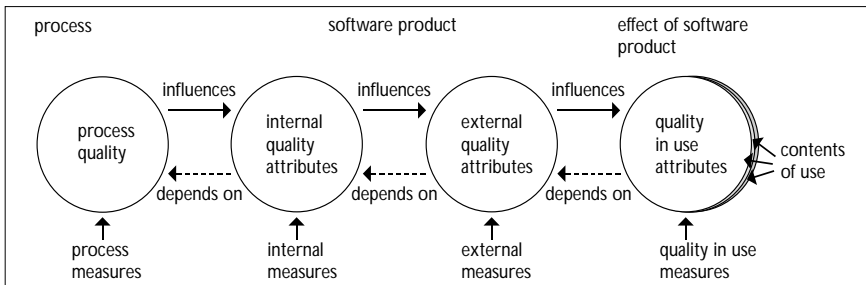 process
software product
effect of software
product
influences
influences
influences
process
quality
internal
quality
attributes
external
quality
attributes
quality
in use
attributes
contents
of use
depends on
depends on
depends on
process
measures
internal
measures
external
measures
quality in use
measures